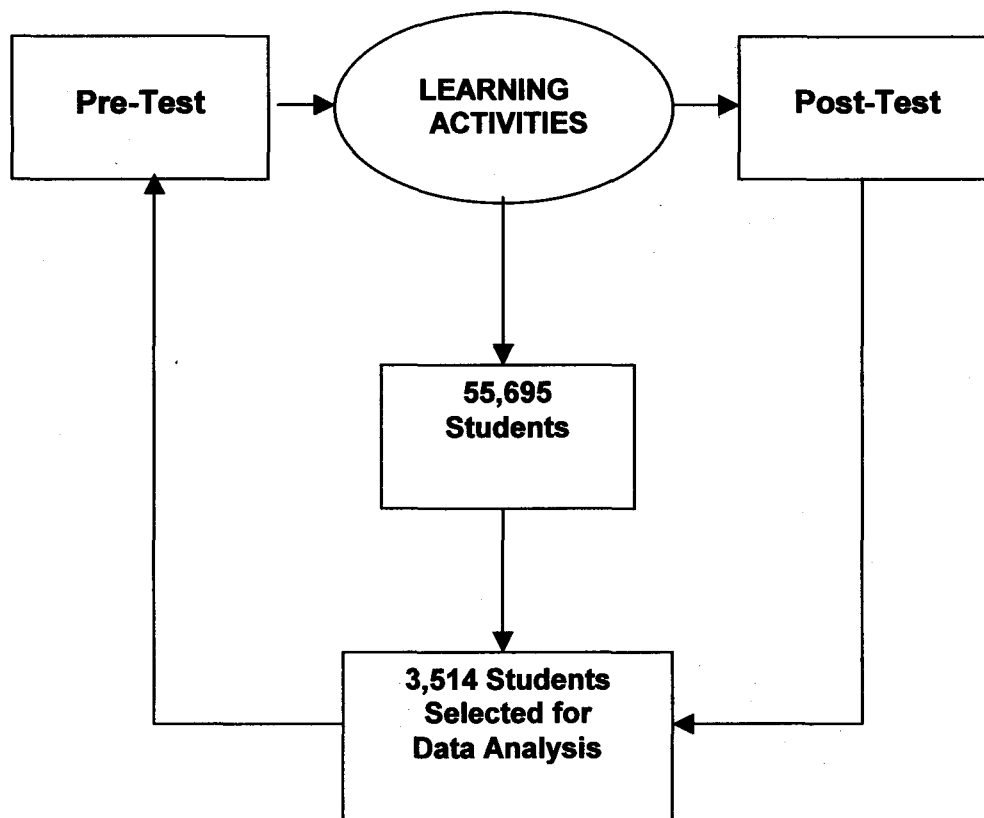 Pre-Test
LEARNING
ACTIVITIES
Post-Test
55,695
Students
3,514 Students
Selected for
Data Analysis